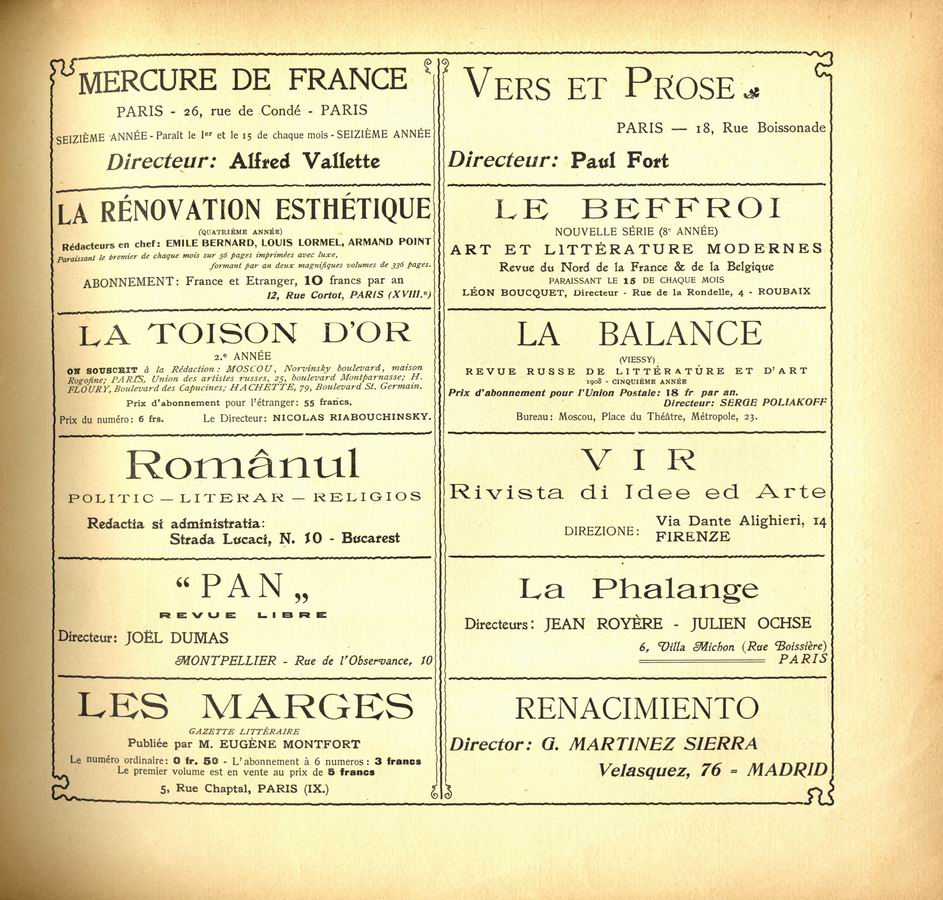 MERCURE DE FRANCE
PARIS - 26, rue de Condé - PARIS
SEIZIÈME ANNÉE - Paraît le 1er et le 15 de chaque mois - SEIZIÈME ANNÉE
Directeur: Alfred Vallette
LA RÉNOVATION ESTHÉTIQUE
(QUATRIÈME ANNÉE)
Rédacteurs en chef: EMILE BERNARD, LOUIS LORMEL, ARMAND POINT
Paraissant le premier de chaque mois sur 56 pages imprimées avec luxe,
formant par an deux magnifiques volumes de 336 pages.
ABONNEMENT: France et Etranger, 10 francs par an
12, Rue Cortot, PARIS (XVIII.e)
LA TOISON D'OR
2.e ANNÉE
ON SOUSCRIT à la Rédaction: MOSCOU, Norvinsky boulevard, maison
Rogofine; PARIS, Union des artistes russes, 25, boulevard Montparnasse; H.
FLOURY, Boulevard des Capucines; HACHETTE, 79, Boulevard St. Germain.
Prix d'abonnement pour l'étranger: 55 francs.
Prix du numéro: 6 frs. Le Directeur: NICOLAS RIABOUCHINSKY.
Românul
POLITIC — LITERAR — RELIGIOS
Redactia si administratia:
Strada Lucaci, N. 10 - Bucarest
“PAN„
REVUE LIBRE
Directeur: JOËL DUMAS
MONTPELLIER - Rue de l'Observance, 10
LES MARGES
GAZETTE LITTÉRAIRE
Publiée par M. EUGÈNE MONTFORT
Le numéro ordinaire: 0 fr. 50 - L'abonnement à 6 numeros: 3 francs
Le premier volume est en vente au prix de 5 francs
5, Rue Chaptal, PARIS (IX.)
VERS ET PROSE
PARIS — 18, Rue Boissonade
Directeur: Paul Fort
LE BEFFROI
NOUVELLE SÉRIE (8e ANNÉE)
ART ET LITTÉRATURE MODERNES
Revue du Nord de la France & de la Belgique
PARAISSANT LE 15 DE CHAQUE MOIS
LÉON BOUCQUET, Directeur - Rue de la Rondelle, 4 - ROUBAIX
LA BALANCE
(VIESSY)
REVUE RUSSE DE LITTÉRATURE ET D'ART
1908 - CINQUIÈME ANNÉE
Prix d'abonnement pour l'Union Postale: 18 fr par an.
Directeur: SERGE POLIAKOFF
Bureau: Moscou, Place du Théâtre, Métropole, 23.
VIR
Rivista di Idee ed Arte
DIREZIONE: Via Dante Alighieri, 14
FIRENZE
La Phalange
Directeurs: JEAN ROYÈRE - JULIEN OCHSE
6, Villa Michon (Rue Boissière)
PARIS
RENACIMIENTO
Director: G. MARTINEZ SIERRA
Velasquez, 76 = MADRID